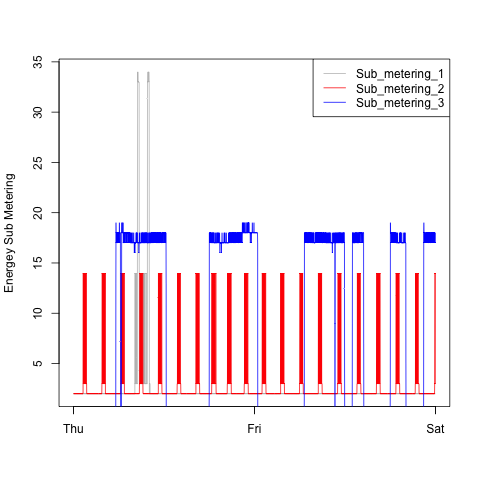 Energey Sub Metering
35
30
25
20
15
10
5
Sub_metering_1
Sub_metering_2
Sub_metering_3
Thu
Fri
Sat